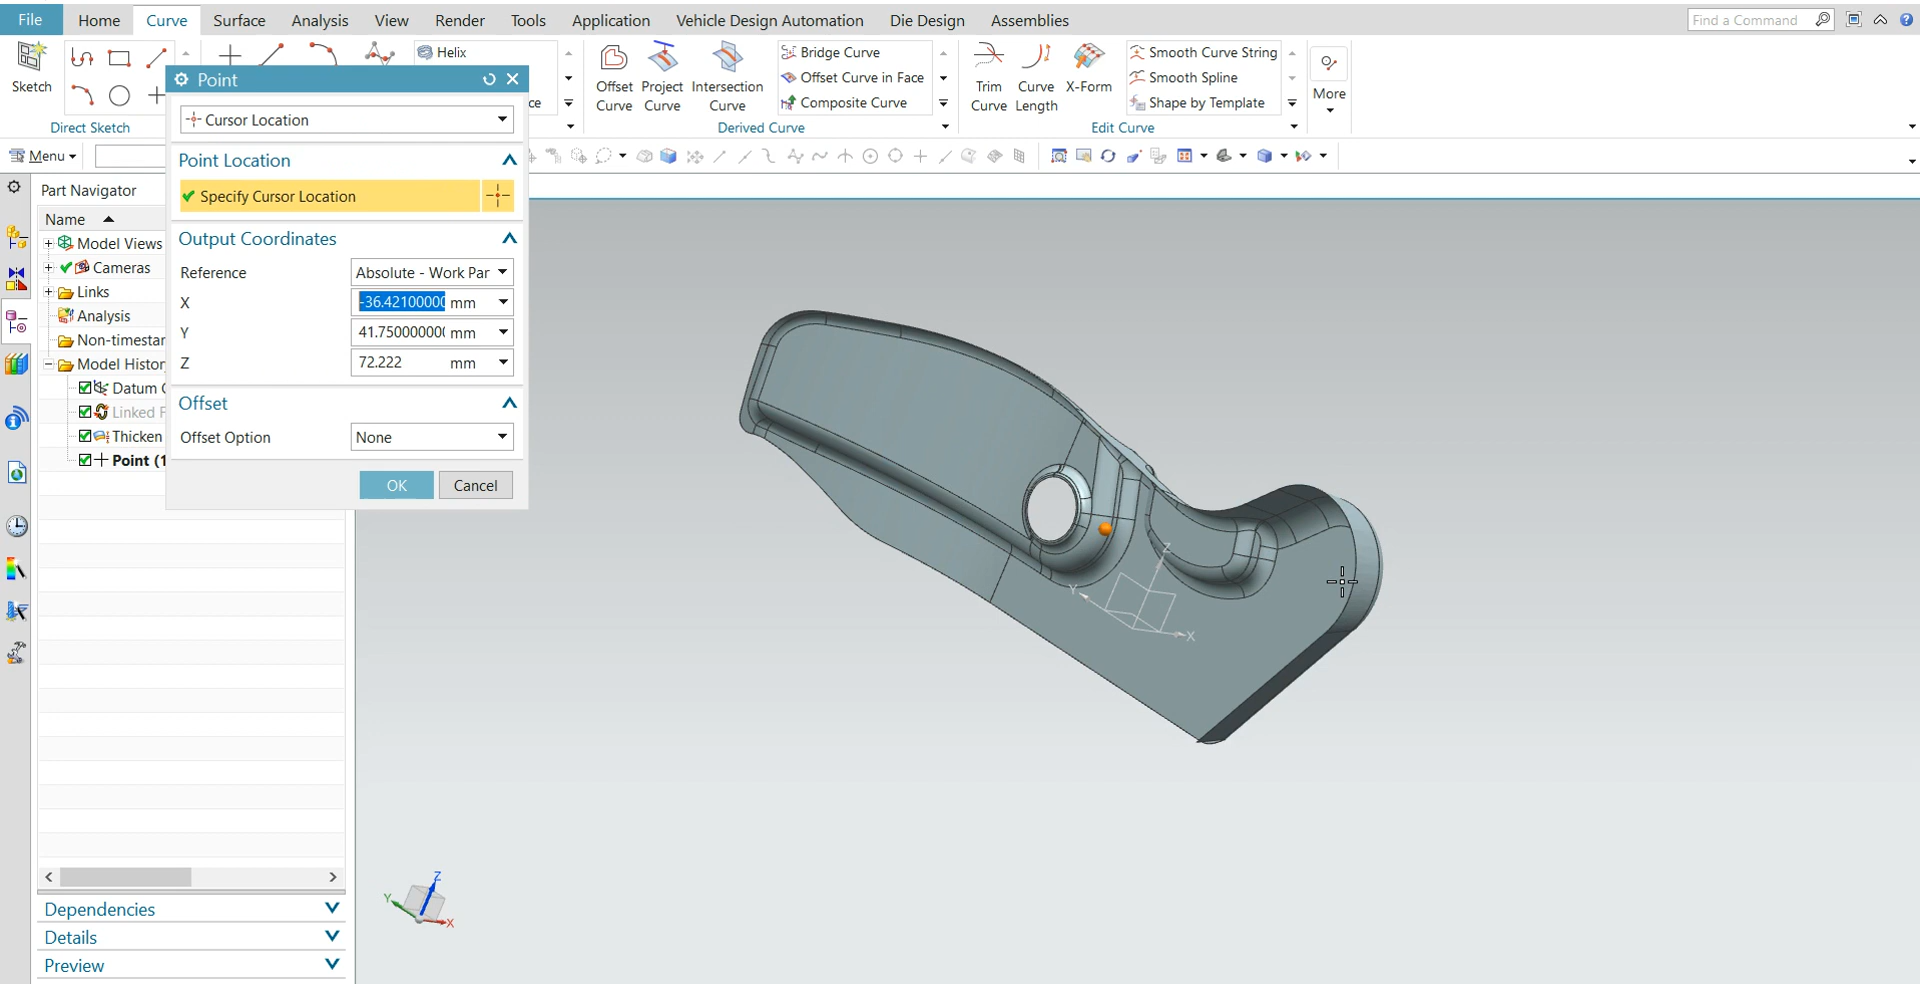 File Home Curve Surface Analysis View Render Tools Application Vehicle Design Automation Die Design Assemblies Find a Command
Sketch
Helix
Offset Curve
Project Curve
Intersection Curve
Bridge Curve
Offset Curve in Face
Composite Curve
Trim Curve
Curve Length
X-Form
Smooth Curve String
Smooth Spline
Shape by Template
More
Direct Sketch
Derived Curve
Edit Curve
Menu
Point
Cursor Location
Point Location
Specify Cursor Location
Output Coordinates
Reference Absolute - Work Par
X -36.42100000 mm
Y 41.750000000 mm
Z 72.222 mm
Offset
Offset Option None
OK Cancel
Part Navigator
Name
Model Views
Cameras
Links
Analysis
Non-timestar
Model Histor
Datum C
Linked F
Thicken
Point (1
Dependencies
Details
Preview
Z
Y
X
Z
Y
X